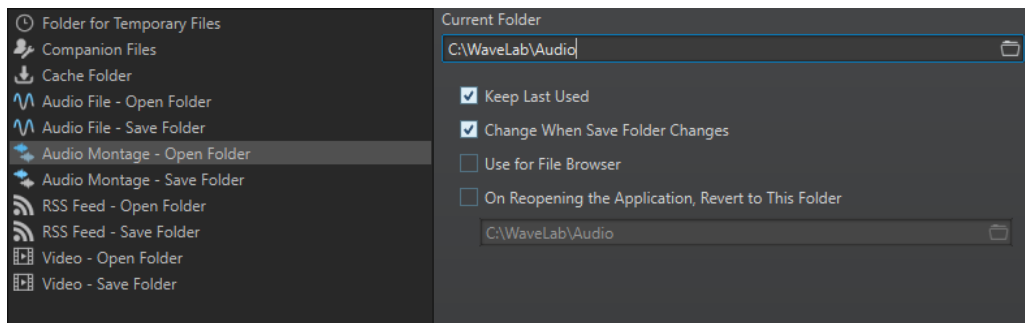 Folder for Temporary Files
Companion Files
Cache Folder
Audio File - Open Folder
Audio File - Save Folder
Audio Montage - Open Folder
Audio Montage - Save Folder
RSS Feed - Open Folder
RSS Feed - Save Folder
Video - Open Folder
Video - Save Folder
Current Folder
C:\WaveLab\Audio
Keep Last Used
Change When Save Folder Changes
Use for File Browser
On Reopening the Application, Revert to This Folder
C:\WaveLab\Audio